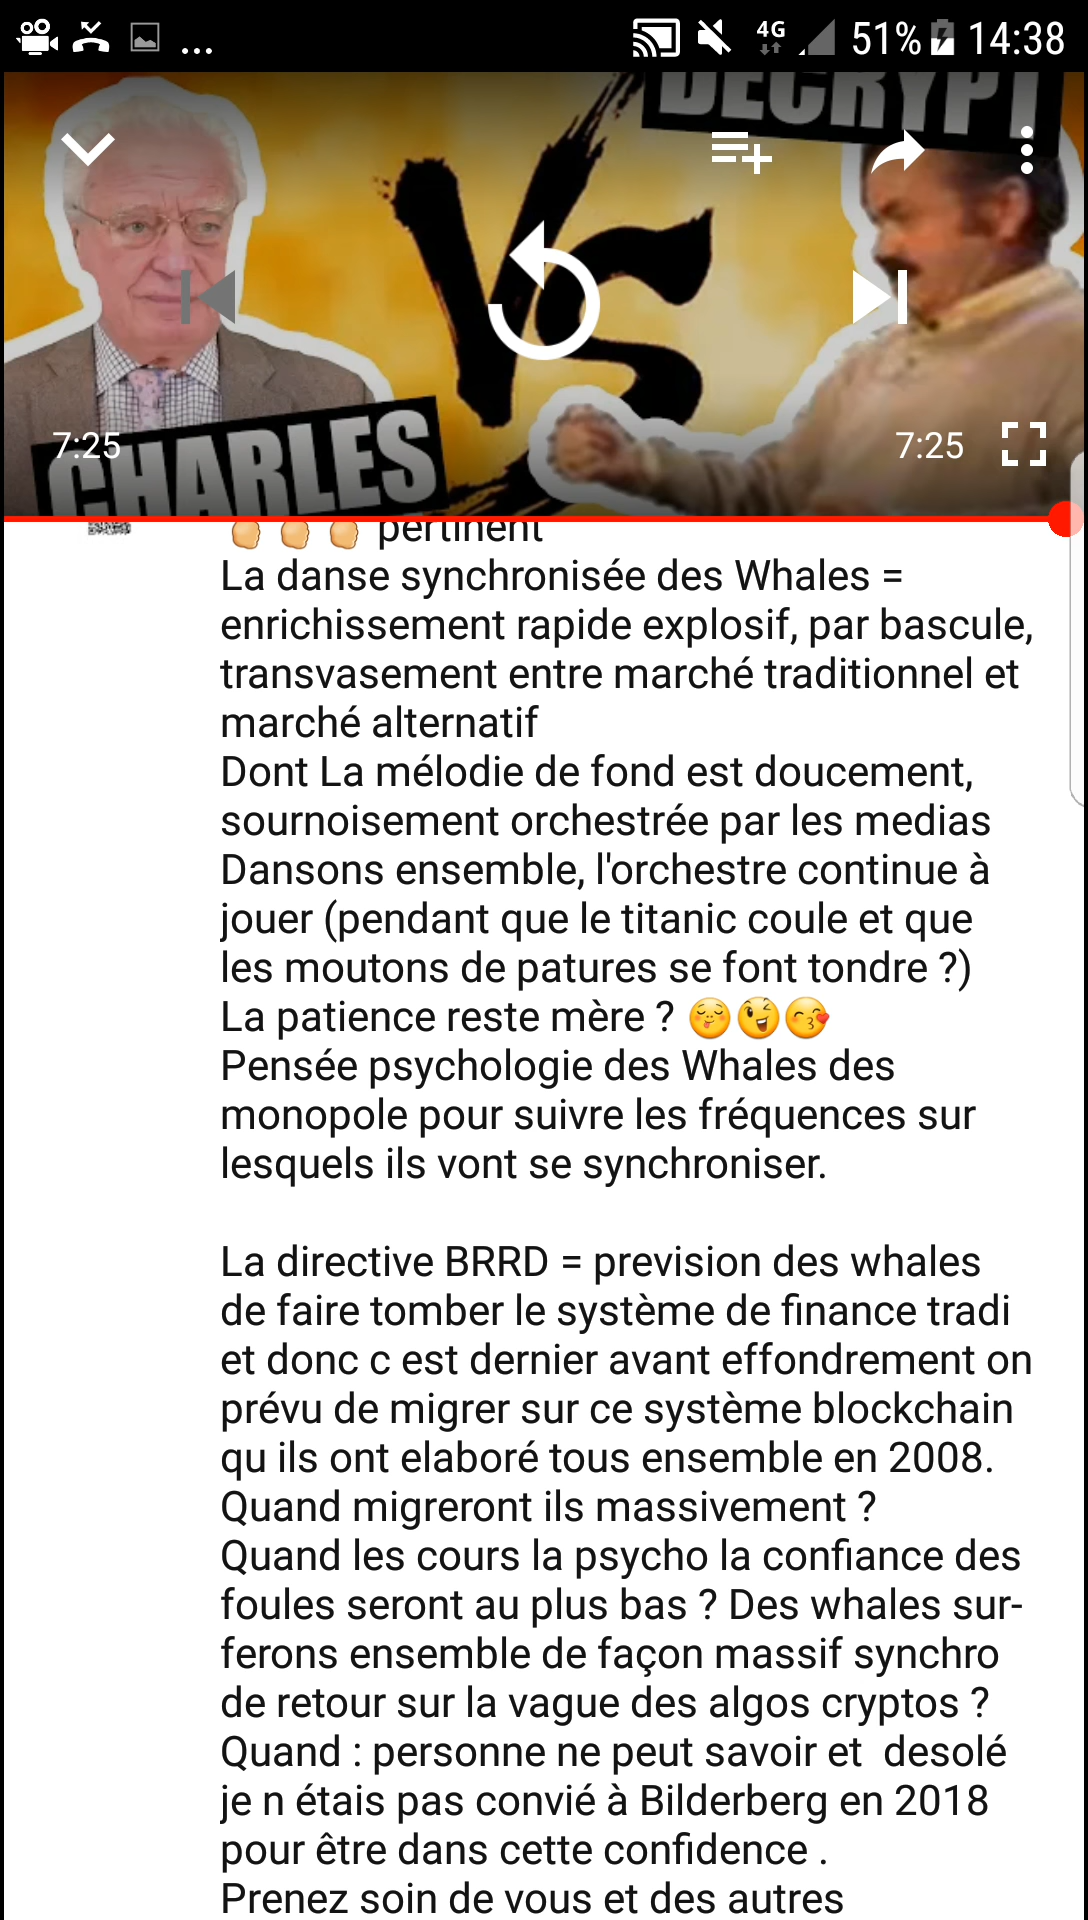 ... 4G 51% 14:38
DECRYPT
VS
CHARLES
7:25 7:25
pertinent
La danse synchronisée des Whales =
enrichissement rapide explosif, par bascule,
transvasement entre marché traditionnel et
marché alternatif
Dont La mélodie de fond est doucement,
sournoisement orchestrée par les medias
Dansons ensemble, l'orchestre continue à
jouer (pendant que le titanic coule et que
les moutons de patures se font tondre ?)
La patience reste mère ? 😋😜😙
Pensée psychologie des Whales des
monopole pour suivre les fréquences sur
lesquels ils vont se synchroniser.
La directive BRRD = prevision des whales
de faire tomber le système de finance tradi
et donc c est dernier avant effondrement on
prévu de migrer sur ce système blockchain
qu ils ont elaboré tous ensemble en 2008.
Quand migreront ils massivement ?
Quand les cours la psycho la confiance des
foules seront au plus bas ? Des whales sur-
ferons ensemble de façon massif synchro
de retour sur la vague des algos cryptos ?
Quand : personne ne peut savoir et  desolé
je n étais pas convié à Bilderberg en 2018
pour être dans cette confidence .
Prenez soin de vous et des autres